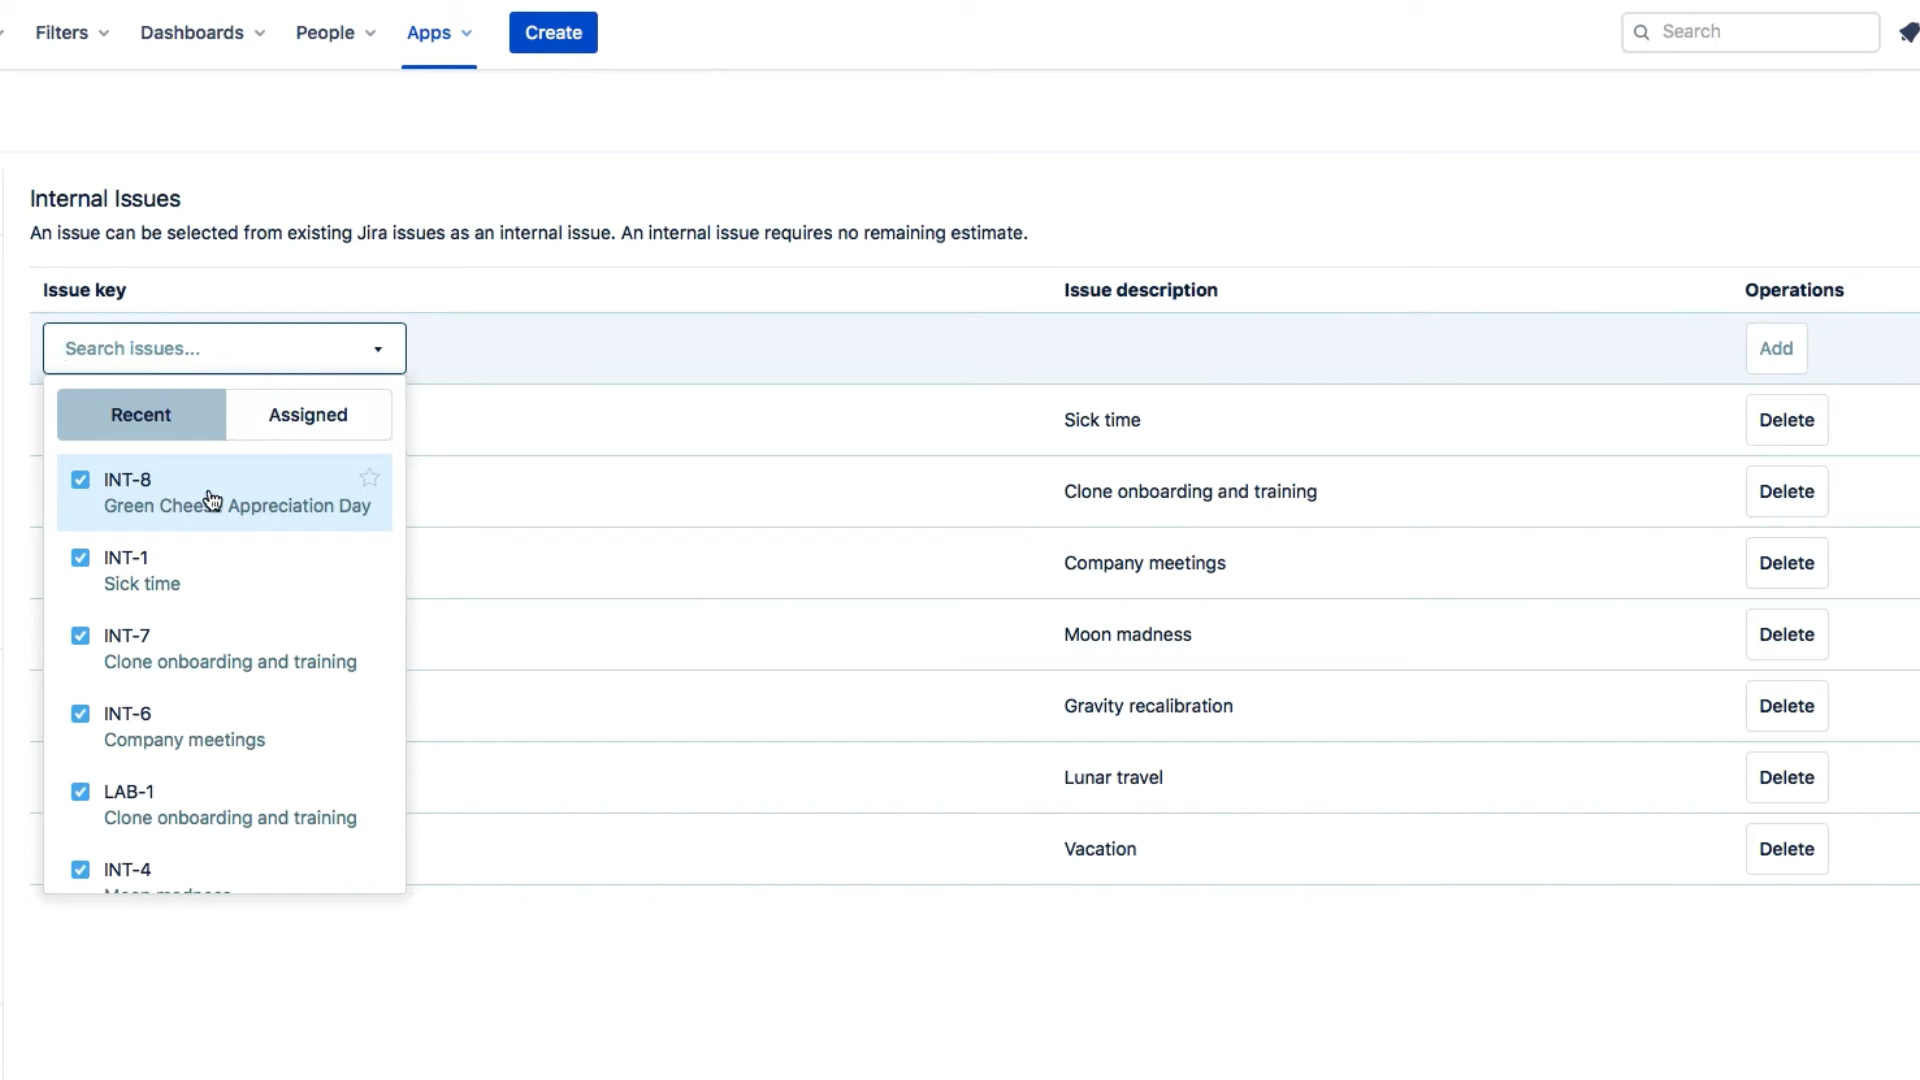 Filters Dashboards People Apps Create Search
Internal Issues
An issue can be selected from existing Jira issues as an internal issue. An internal issue requires no remaining estimate.
Issue key Issue description Operations
Search issues... Add
Recent Assigned
Sick time Delete
INT-8
Green Cheese Appreciation Day
Clone onboarding and training Delete
INT-1
Sick time
Company meetings Delete
INT-7
Clone onboarding and training
Moon madness Delete
INT-6
Company meetings
Gravity recalibration Delete
LAB-1
Clone onboarding and training
Lunar travel Delete
INT-4
Moon madness
Vacation Delete